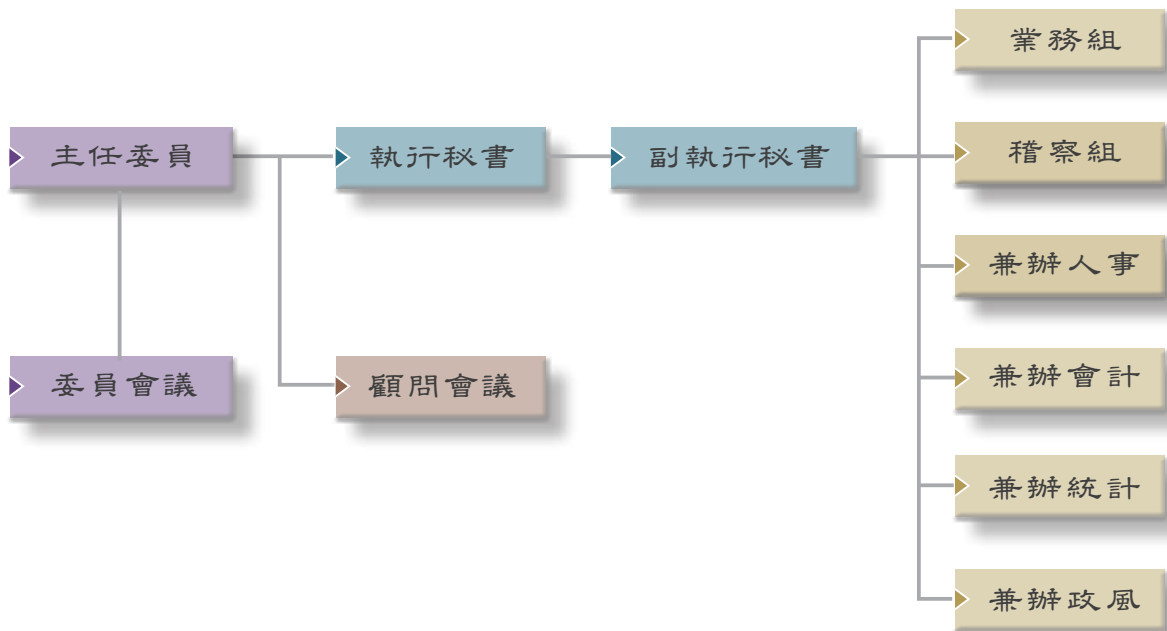 主任委員
執行秘書
副執行秘書
委員會議
顧問會議
業務組
稽察組
兼辦人事
兼辦會計
兼辦統計
兼辦政風